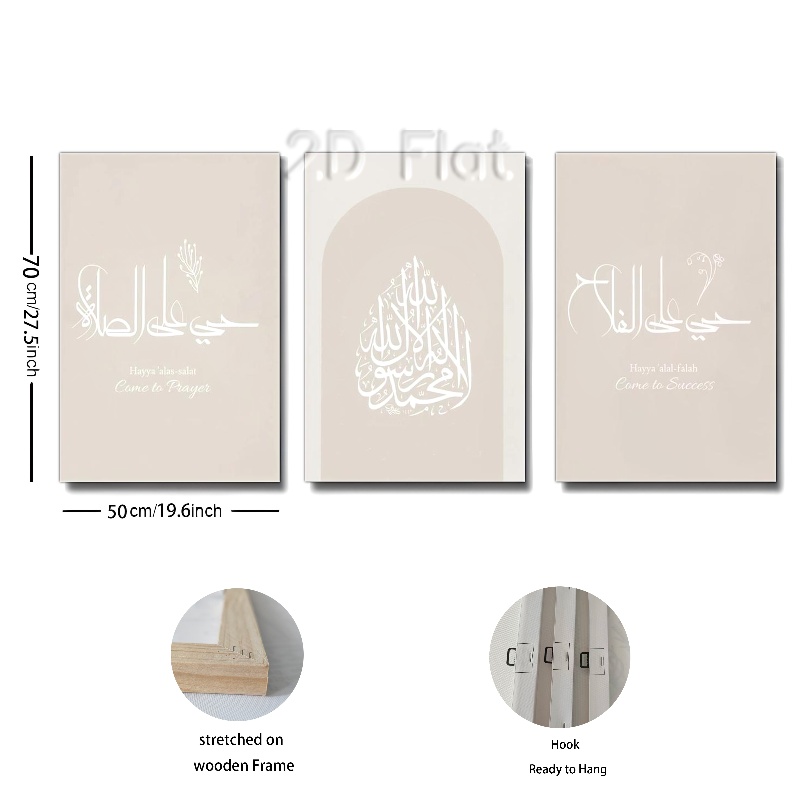 2D Flat
حي على الصلاة
Hayya 'alas-salat
Come to Prayer
لا إله إلا الله محمد رسول الله
حي على الفلاح
Hayya 'alal-falah
Come to Success
70 cm/27.5inch
50cm/19.6inch
stretched on
wooden Frame
Hook
Ready to Hang